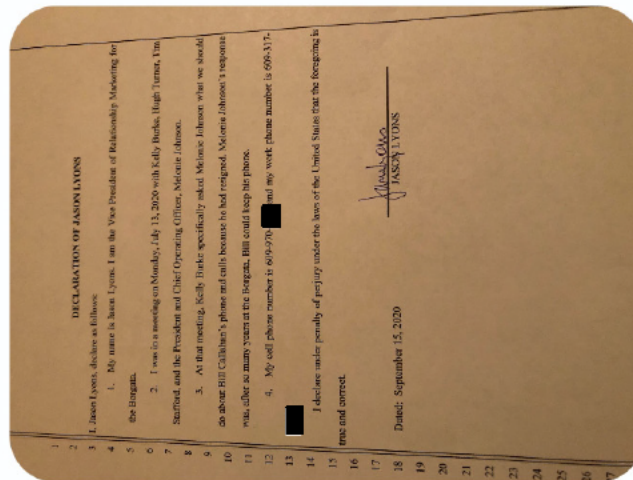 1
2 DECLARATION OF JASON LYONS
3 I, Jason Lyons, declare as follows:
4 1. My name is Jason Lyons. I am the Vice President of Relationship Marketing for
5 the Borgata.
6 2. I was in a meeting on Monday, July 13, 2020 with Kelly Burke, Hugh Turner, Tim
7 Stafford, and the President and Chief Operating Officer, Melonie Johnson.
8 3. At that meeting, Kelly Burke specifically asked Melonie Johnson what we should
9 do about Bill Callahan's phone and calls because he had resigned. Melonie Johnson's response
10 was, after so many years at the Borgata, Bill could keep his phone.
11 4. My cell phone number is 609-970- and my work phone number is 609-317-
12
13
14 I declare under penalty of perjury under the laws of the United States that the foregoing is
15 true and correct.
16
17
18 Dated: September 15, 2020
JASON LYONS
19
20
21
22
23
24
25
26
27